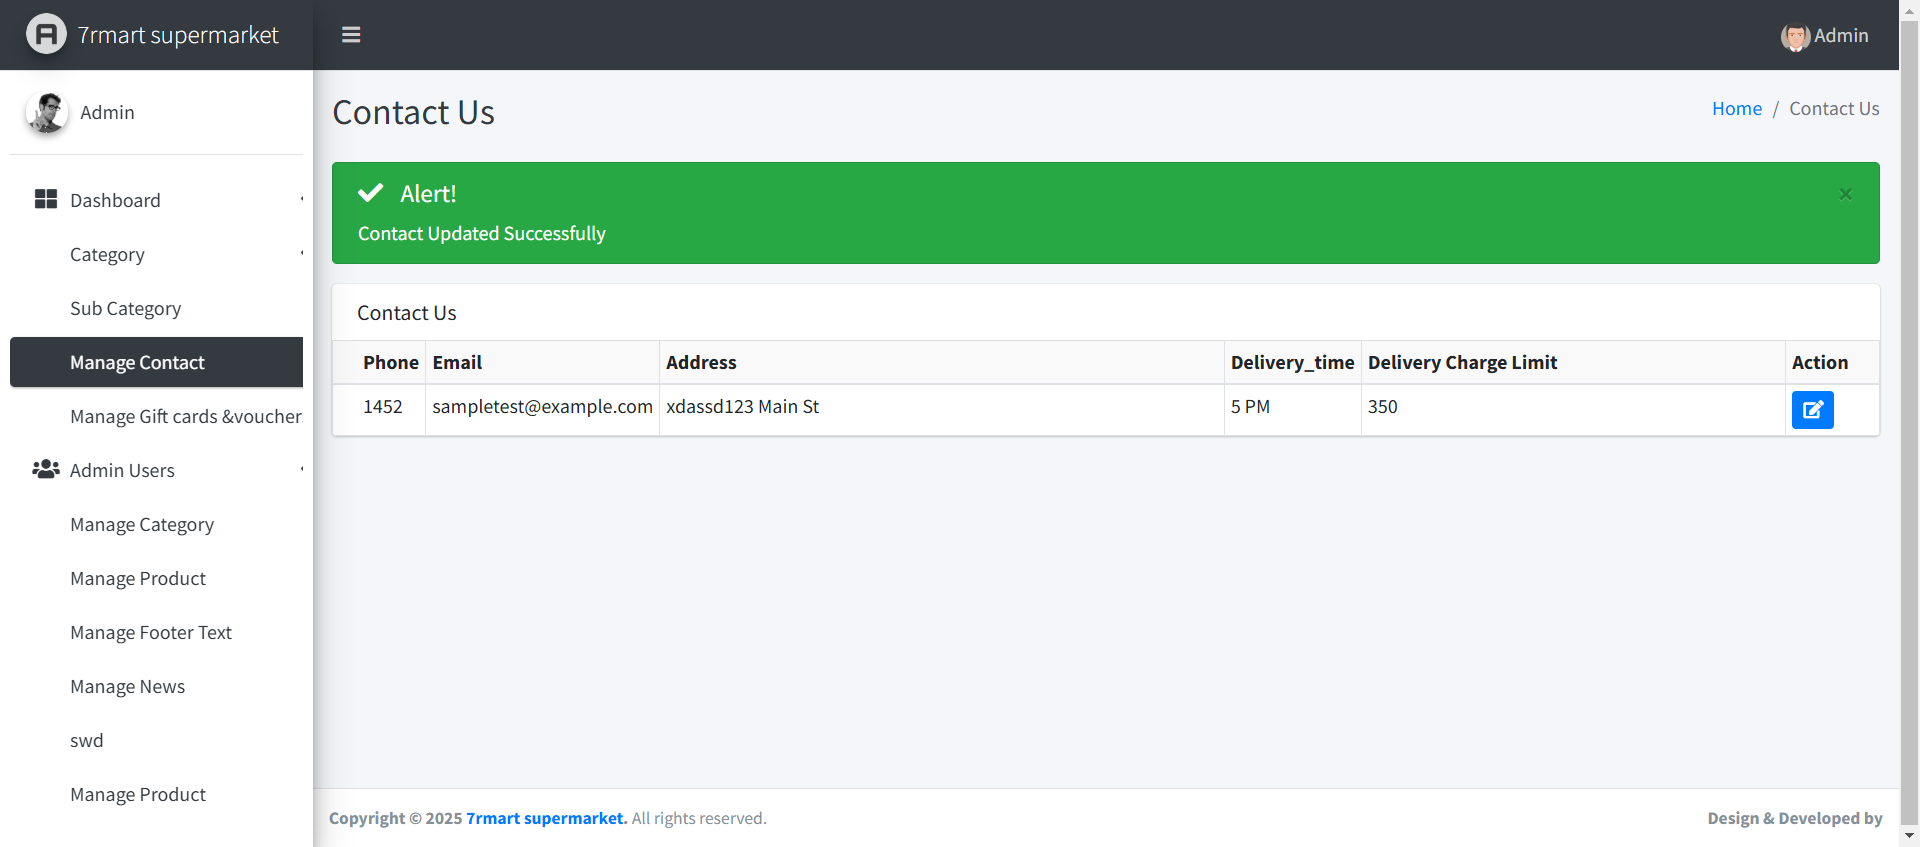 7rmart supermarket
Admin
Admin
Dashboard
Category
Sub Category
Manage Contact
Manage Gift cards &voucher
Admin Users
Manage Category
Manage Product
Manage Footer Text
Manage News
swd
Manage Product
Contact Us
Home / Contact Us
Alert!
×
Contact Updated Successfully
Contact Us
Phone Email Address Delivery_time Delivery Charge Limit Action
1452 sampletest@example.com xdassd123 Main St 5 PM 350
Copyright © 2025 7rmart supermarket. All rights reserved.
Design & Developed by